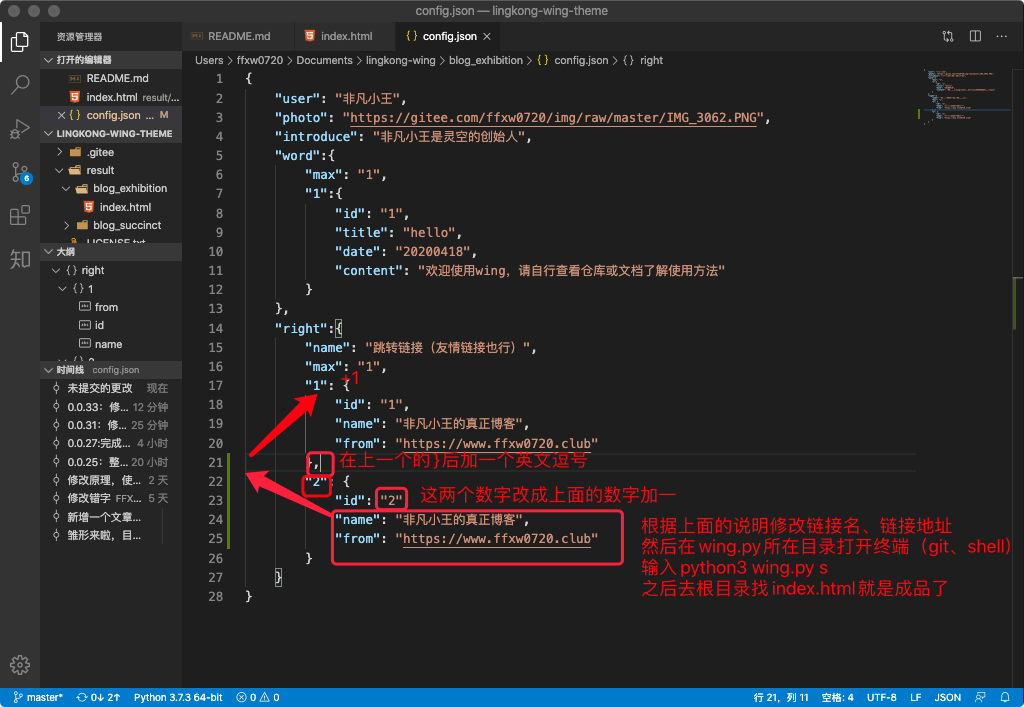 config.json — lingkong-wing-theme
资源管理器
README.md
index.html
config.json
打开的编辑器
README.md
index.html result/...
config.json ... M
LINGKONG-WING-THEME
.gitee
result
blog_exhibition
index.html
blog_succinct
大纲
{} right
{} 1
from
id
name
时间线 config.json
未提交的更改 现在
0.0.33：修... 12 分钟
0.0.31：修... 25 分钟
0.0.27:完成... 4 小时
0.0.25：整... 20 小时
修改原理，使... 2 天
修改错字 FFX... 5 天
新增一个文章...
雏形来啦，目...
Users > ffxw0720 > Documents > lingkong-wing > blog_exhibition > {} config.json > {} right
1 {
2 "user": "非凡小王",
3 "photo": "https://gitee.com/ffxw0720/img/raw/master/IMG_3062.PNG",
4 "introduce": "非凡小王是灵空的创始人",
5 "word":{
6 "max": "1",
7 "1":{
8 "id": "1",
9 "title": "hello",
10 "date": "20200418",
11 "content": "欢迎使用wing，请自行查看仓库或文档了解使用方法"
12 }
13 },
14 "right":{
15 "name": "跳转链接（友情链接也行）",
16 "max": "1",
+1
17 "1": {
18 "id": "1",
19 "name": "非凡小王的真正博客",
20 "from": "https://www.ffxw0720.club"
21 }, 在上一个的}后加一个英文逗号
22 "2": {
23 "id": "2" 这两个数字改成上面的数字加一
24 "name": "非凡小王的真正博客",
25 "from": "https://www.ffxw0720.club"
26 }
27 }
28 }
根据上面的说明修改链接名、链接地址
然后在wing.py所在目录打开终端（git、shell）
输入python3 wing.py s
之后去根目录找index.html就是成品了
知
6
master* 0↓ 2↑ Python 3.7.3 64-bit 0 0 行 21，列 11 空格: 4 UTF-8 LF JSON